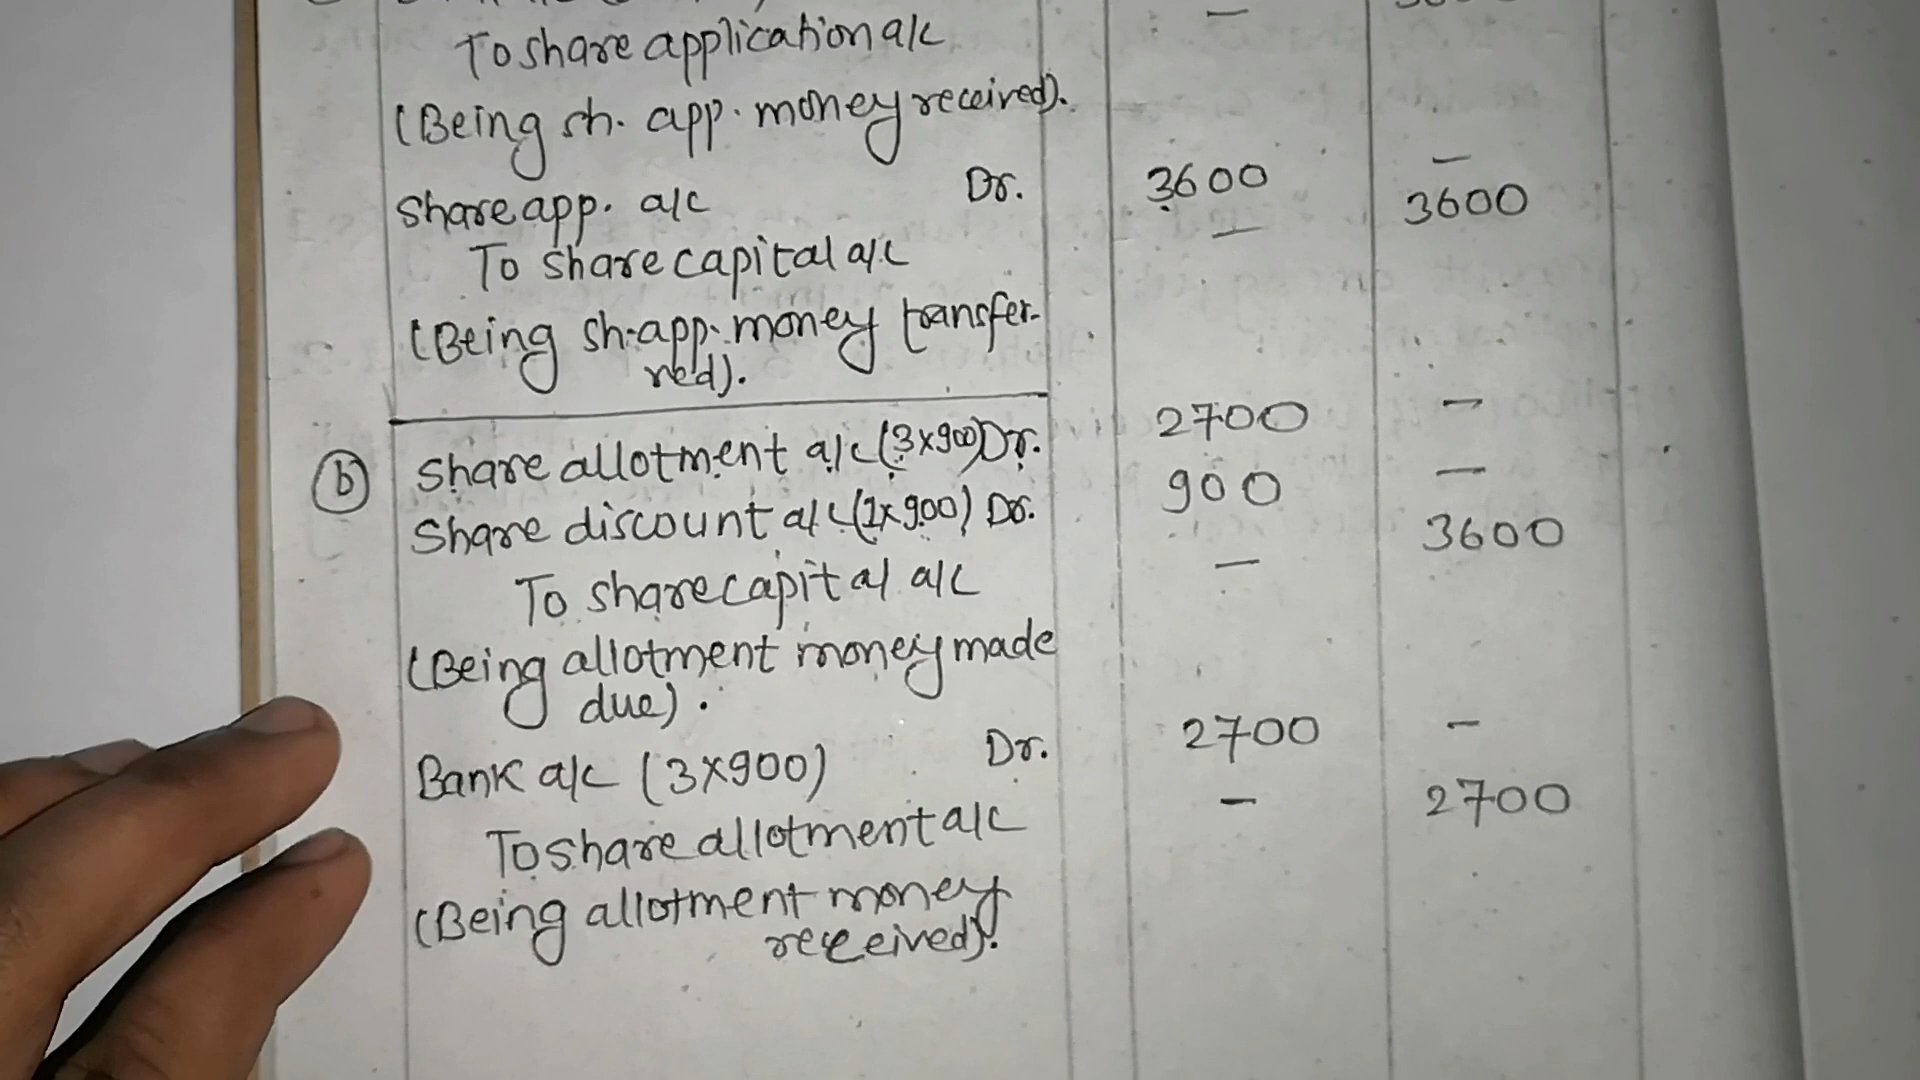 To share application a/c —
(Being sh. app. money received).
Share app. a/c Dr. 3600 —
To share capital a/c — 3600
(Being sh. app. money transfer-
red).
(b) Share allotment a/c (3x900) Dr. 2700 —
Share discount a/c (1x900) Dr. 900 —
To share capital a/c — 3600
(Being allotment money made
due).
Bank a/c (3x900) Dr. 2700 —
To share allotment a/c — 2700
(Being allotment money
received).